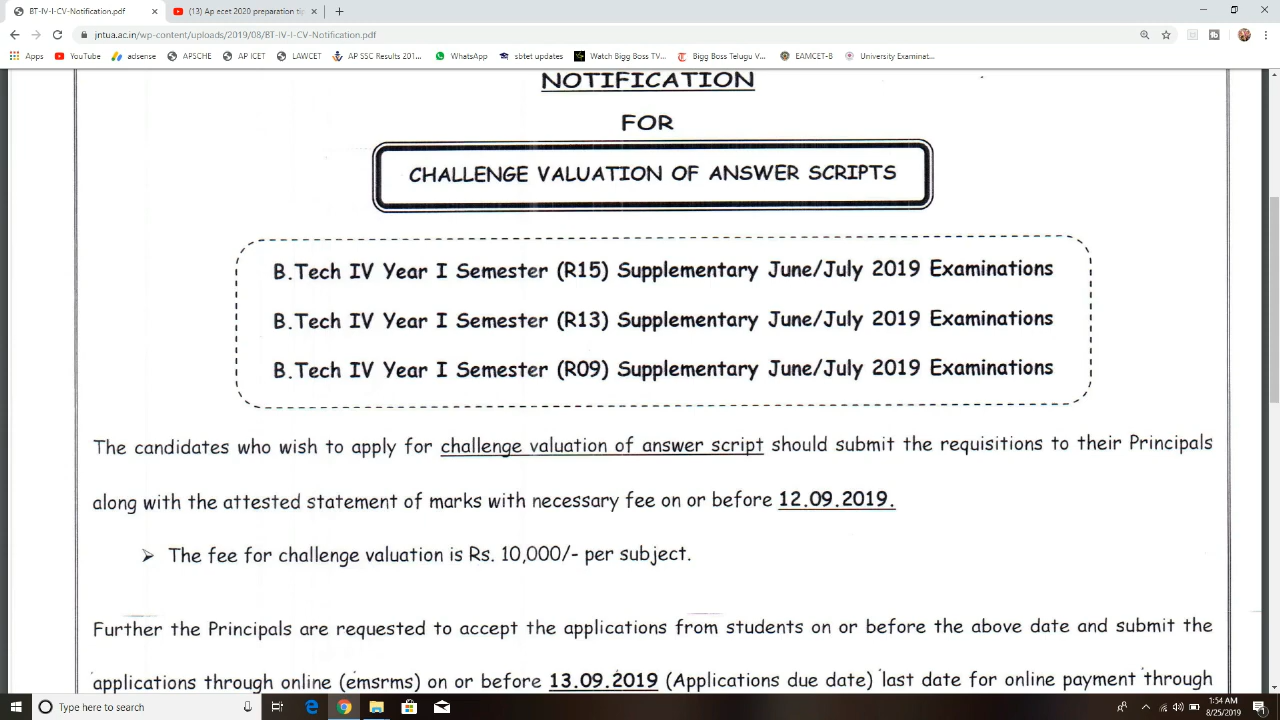 BT-IV-I-CV-Notification.pdf
(13) Ap ecet 2020 preparation tip
jntua.ac.in/wp-content/uploads/2019/08/BT-IV-I-CV-Notification.pdf
Apps YouTube adsense APSCHE AP ICET LAWCET AP SSC Results 201... WhatsApp sbtet updates Watch Bigg Boss TV... Bigg Boss Telugu V... EAMCET-B University Examinat...
NOTIFICATION
FOR
CHALLENGE VALUATION OF ANSWER SCRIPTS
B.Tech IV Year I Semester (R15) Supplementary June/July 2019 Examinations
B.Tech IV Year I Semester (R13) Supplementary June/July 2019 Examinations
B.Tech IV Year I Semester (R09) Supplementary June/July 2019 Examinations
The candidates who wish to apply for challenge valuation of answer script should submit the requisitions to their Principals
along with the attested statement of marks with necessary fee on or before 12.09.2019.
➢ The fee for challenge valuation is Rs. 10,000/- per subject.
Further the Principals are requested to accept the applications from students on or before the above date and submit the
applications through online (emsrms) on or before 13.09.2019 (Applications due date) last date for online payment through
Type here to search
1:54 AM
8/25/2019